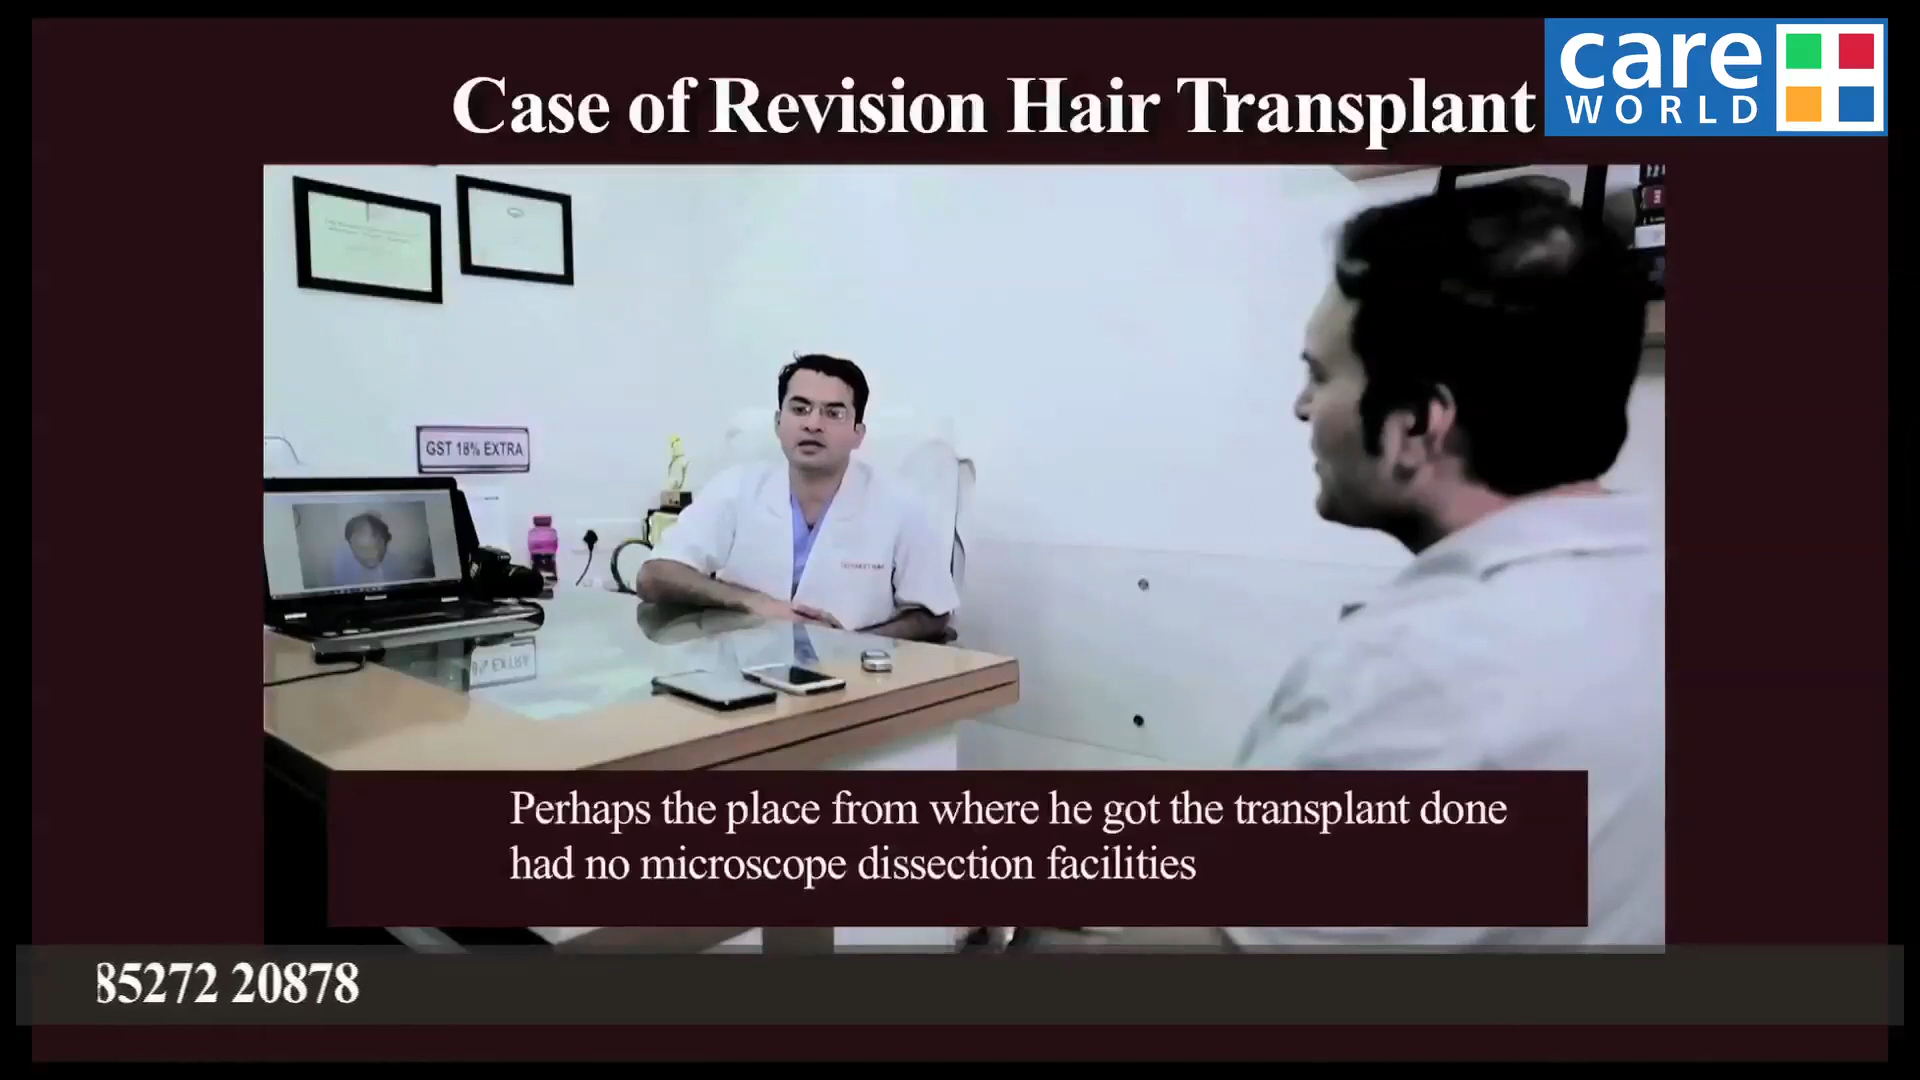 Case of Revision Hair Transplant
care
WORLD
GST 18% EXTRA
Perhaps the place from where he got the transplant done
had no microscope dissection facilities
85272 20878